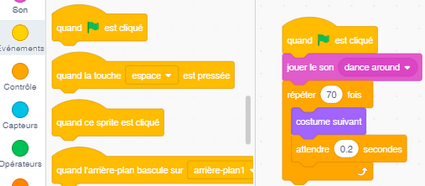 Son
Événements
Contrôle
Capteurs
Opérateurs
quand est cliqué
quand la touche espace est pressée
quand ce sprite est cliqué
quand l'arrière-plan bascule sur arrière-plan1
quand est cliqué
jouer le son dance around
répéter 70 fois
costume suivant
attendre 0.2 secondes